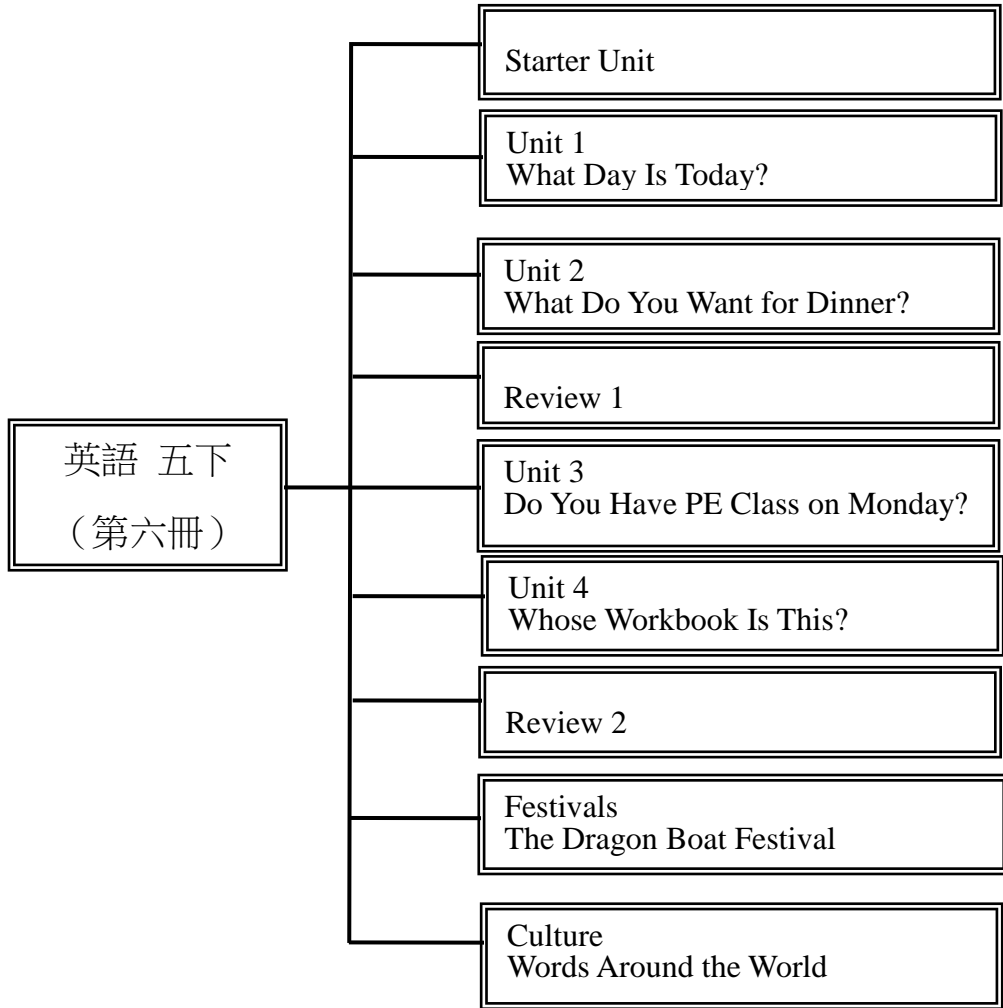 英語 五下
（第六冊）
Starter Unit
Unit 1
What Day Is Today?
Unit 2
What Do You Want for Dinner?
Review 1
Unit 3
Do You Have PE Class on Monday?
Unit 4
Whose Workbook Is This?
Review 2
Festivals
The Dragon Boat Festival
Culture
Words Around the World